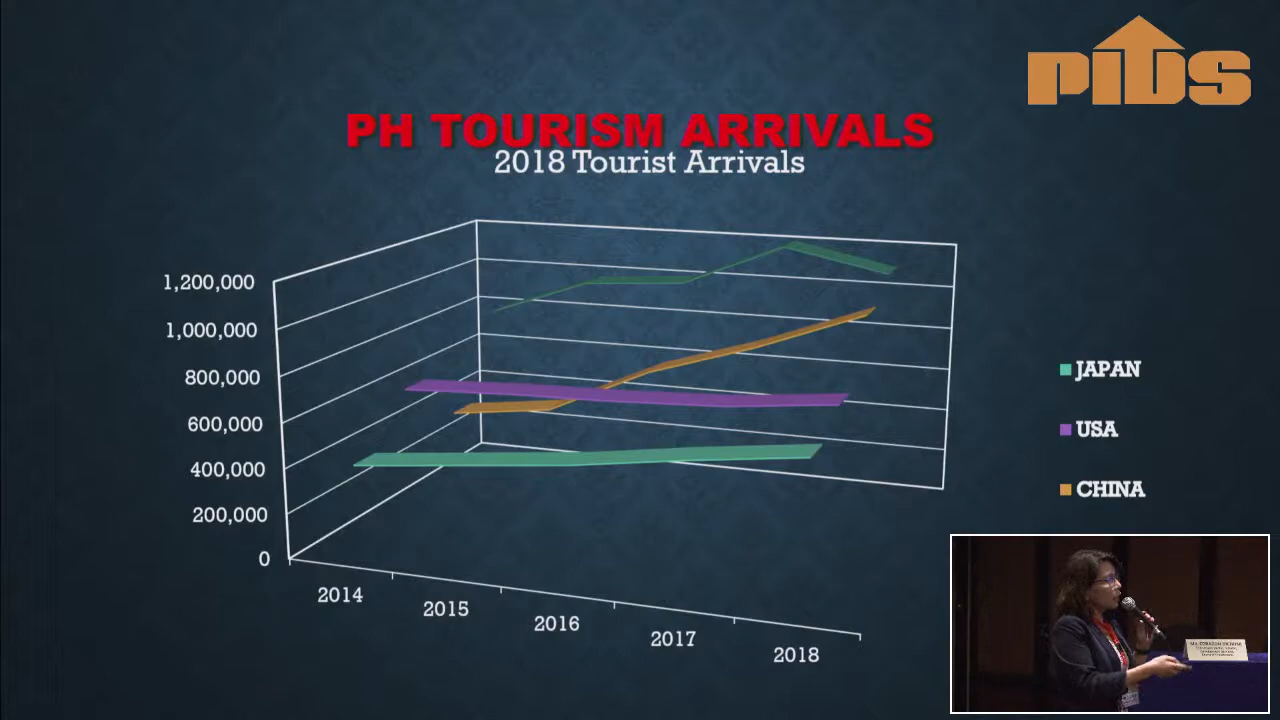 PIDS
PH TOURISM ARRIVALS
2018 Tourist Arrivals
1,200,000
1,000,000
800,000
600,000
400,000
200,000
0
2014
2015
2016
2017
2018
JAPAN
USA
CHINA